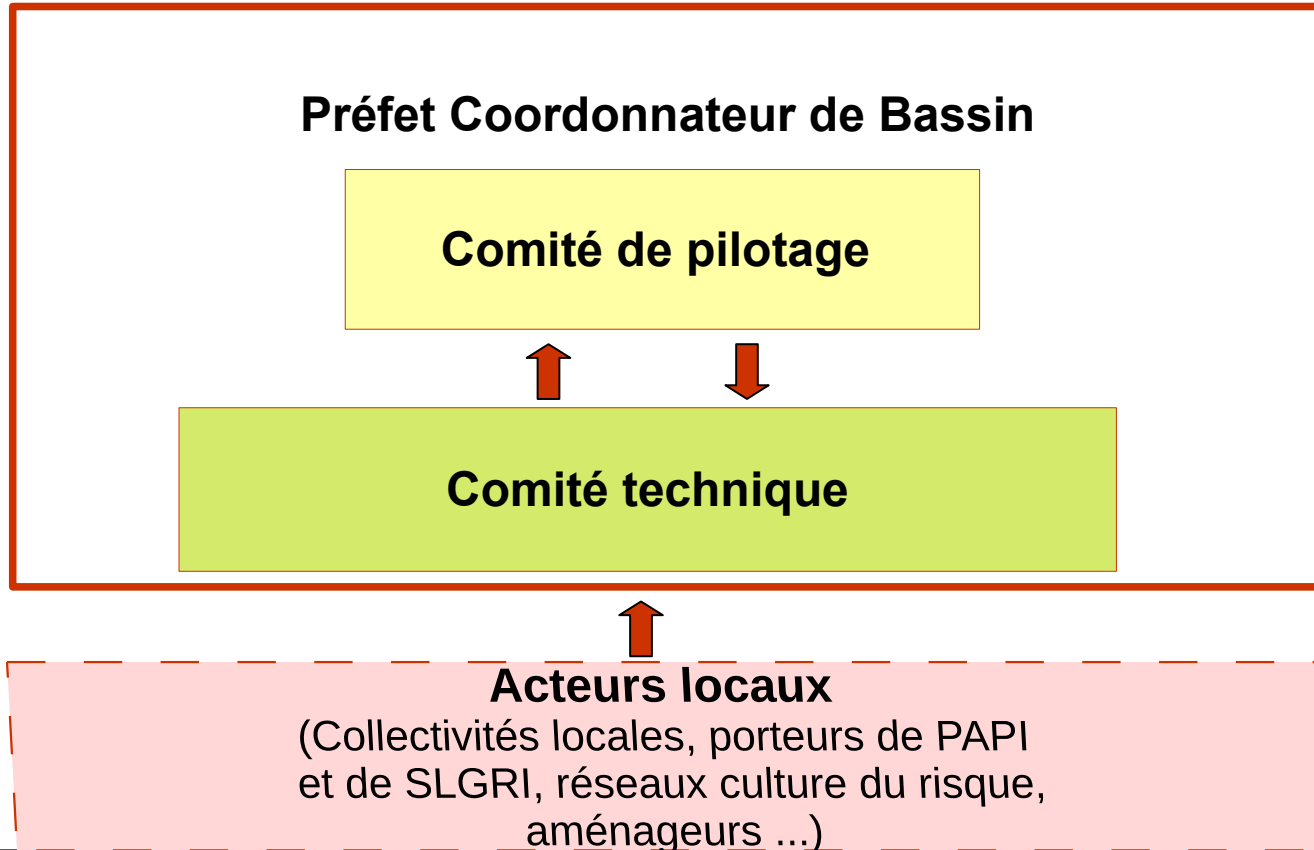 Préfet Coordonnateur de Bassin
Comité de pilotage
Comité technique
Acteurs locaux
(Collectivités locales, porteurs de PAPI
et de SLGRI, réseaux culture du risque,
aménageurs ...)